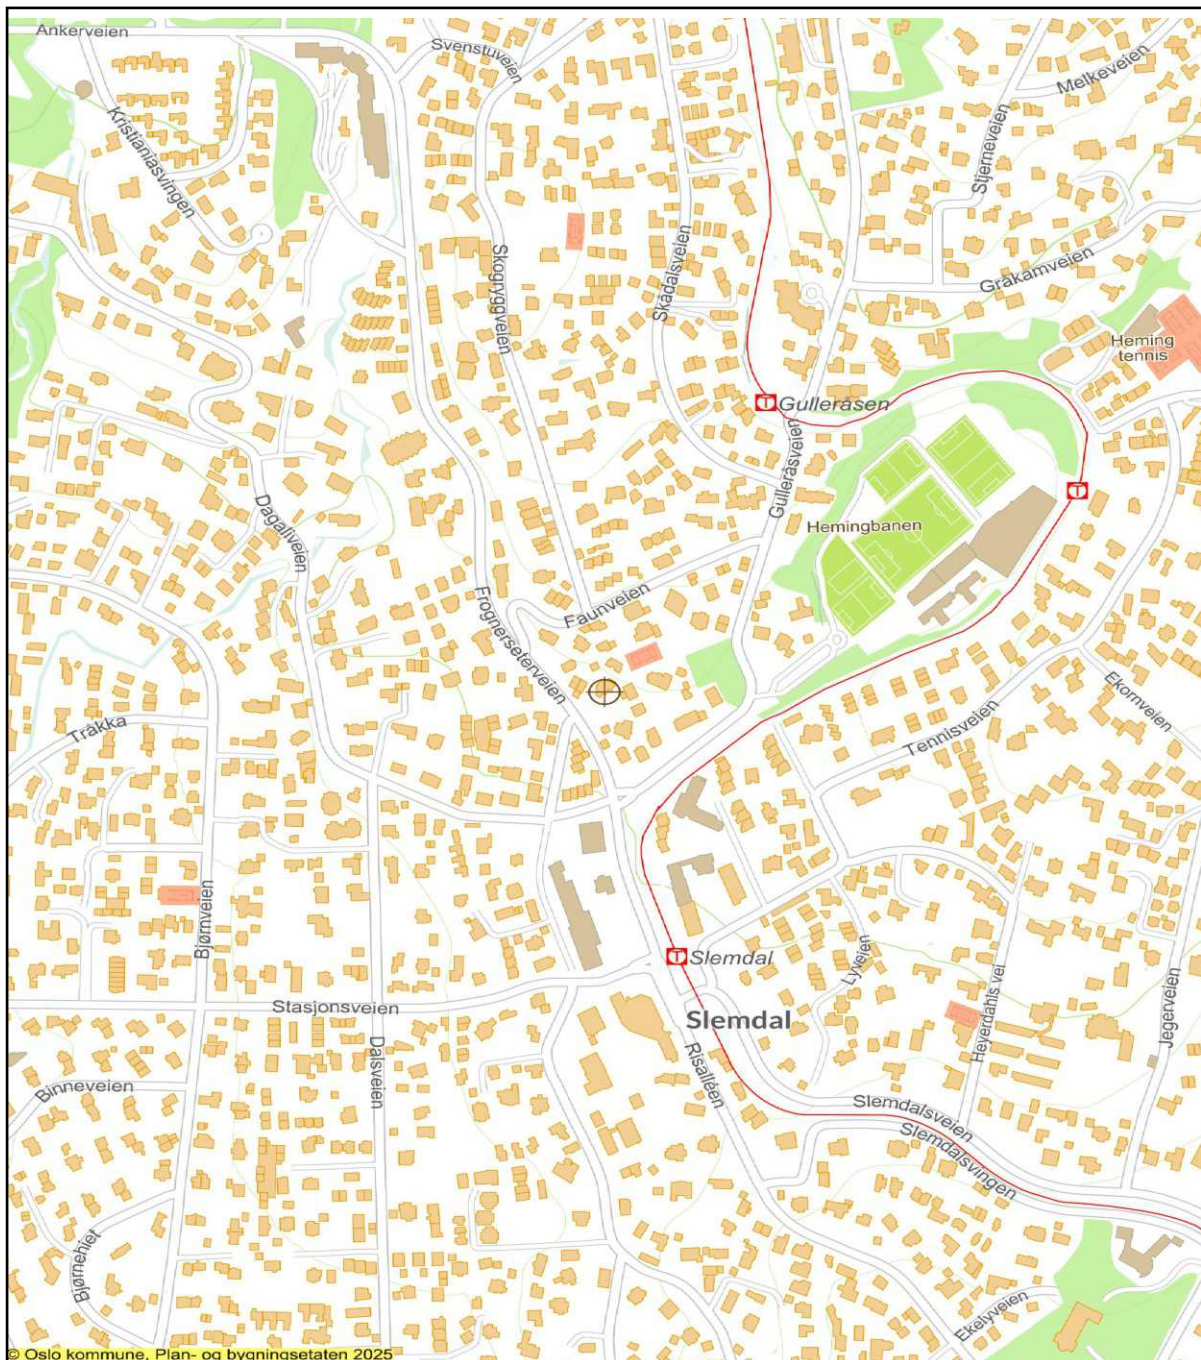 Ankerveien
Svenstuveien
Melkeveien
Kristianiasvingen
Stjerneveien
Skogryggveien
Skådalsveien
Gråkamveien
Heming
tennis
T Gulleråsen
Gulleråsveien
T
Dagaliveien
Hemingbanen
Frognerseterveien
Faunveien
Ekornveien
Tennisveien
Tråkka
Bjørnveien
T Slemdal
Lyveien
Stasjonsveien
Slemdal
Heyerdahls vei
Jegerveien
Dalsveien
Risalléen
Binneveien
Slemdalsveien
Slemdalsvingen
Bjørnehiet
Ekelyveien
© Oslo kommune, Plan- og bygningsetaten 2025